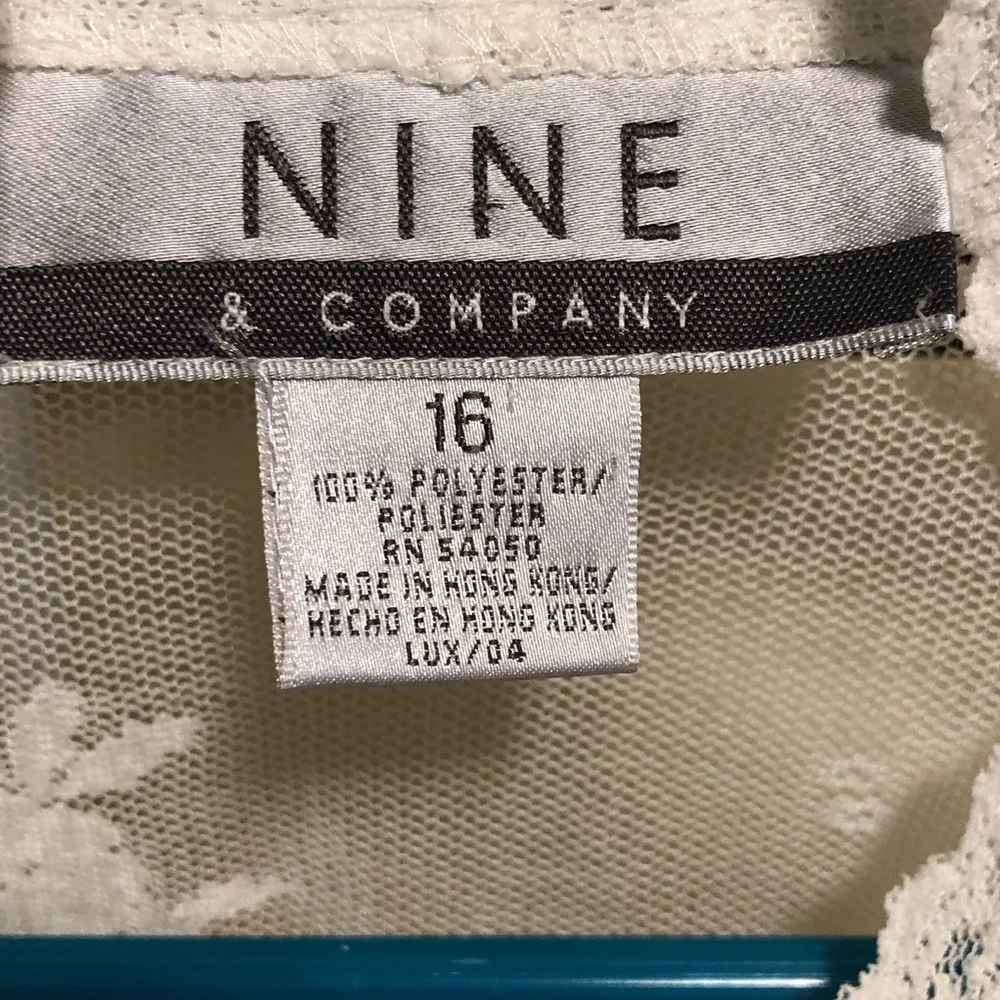 NINE
& COMPANY
16
100% POLYESTER/
POLIESTER
RN 54050
MADE IN HONG KONG/
HECHO EN HONG KONG
LUX/04